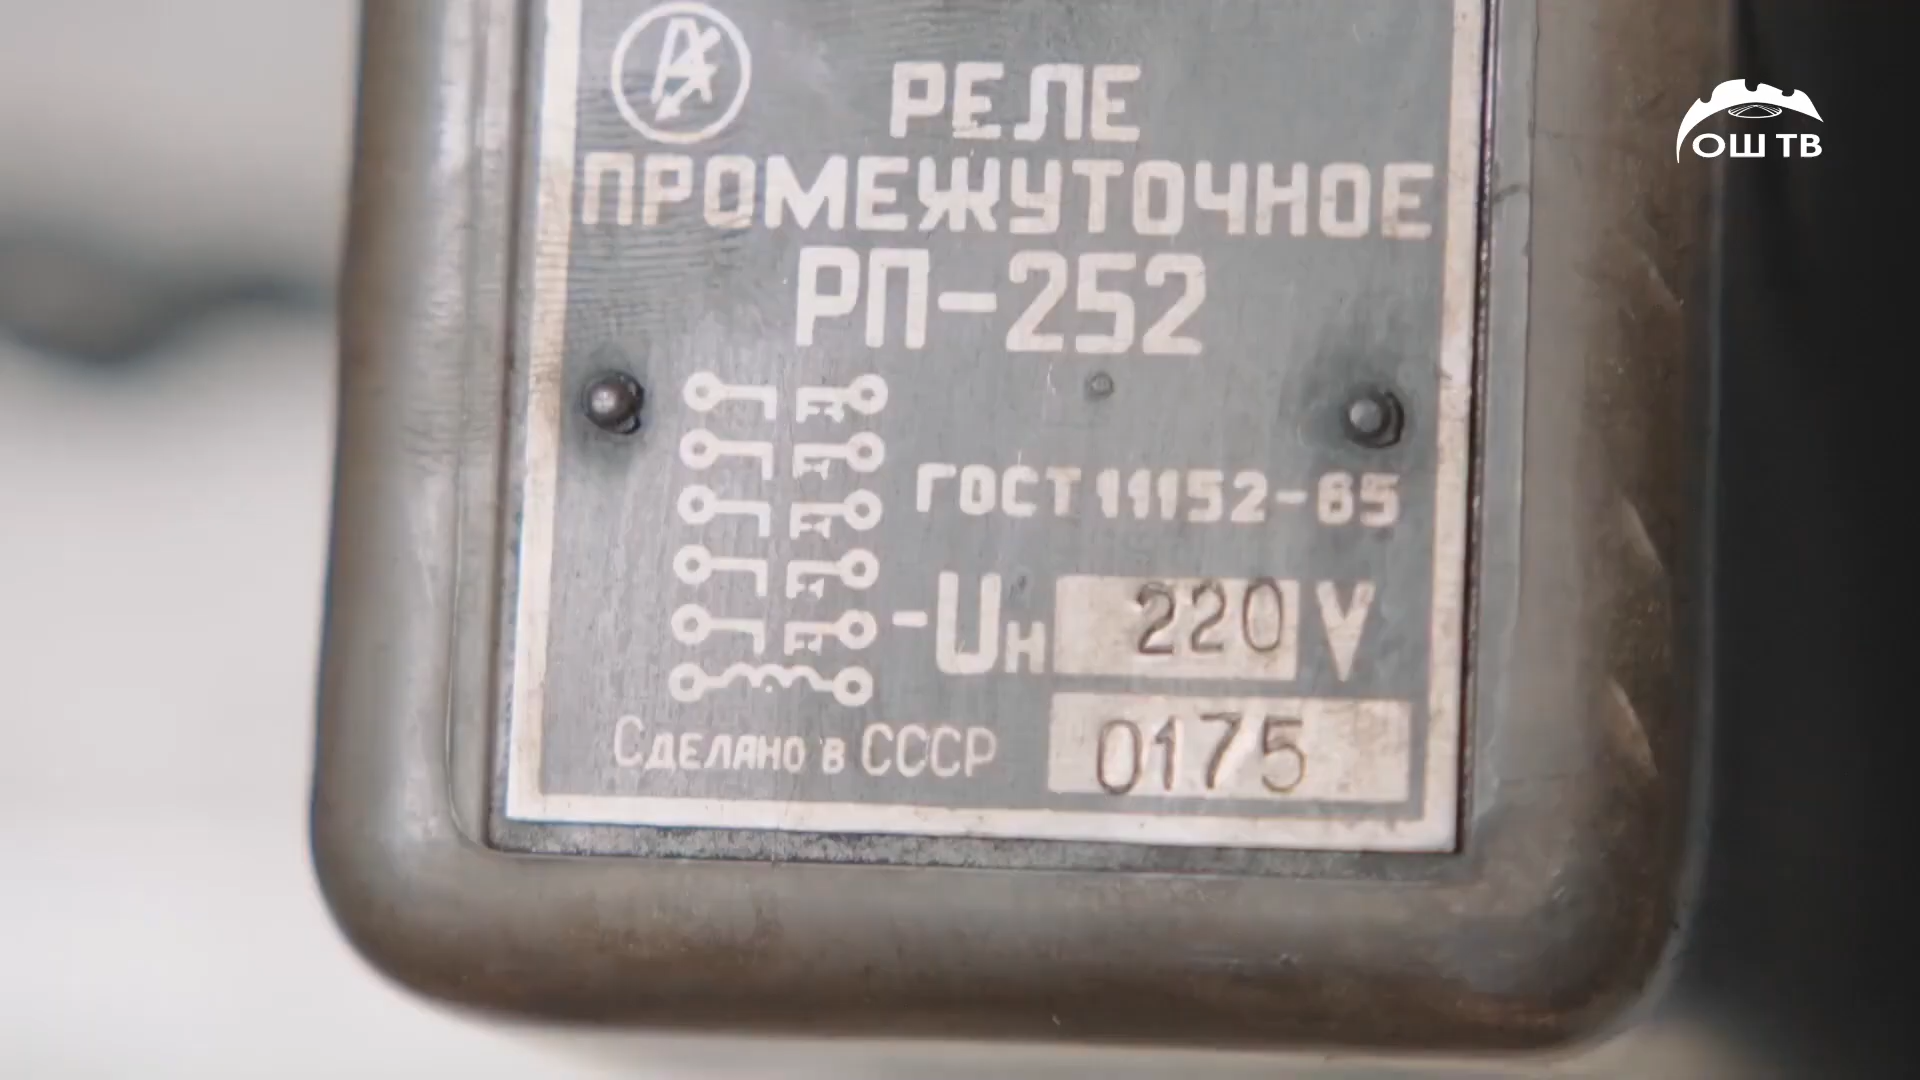 РЕЛЕ
ПРОМЕЖУТОЧНОЕ
РП-252
ГОСТ 11152-65
-Uн 220 V
Сделано в СССР 0175
ОШ ТВ